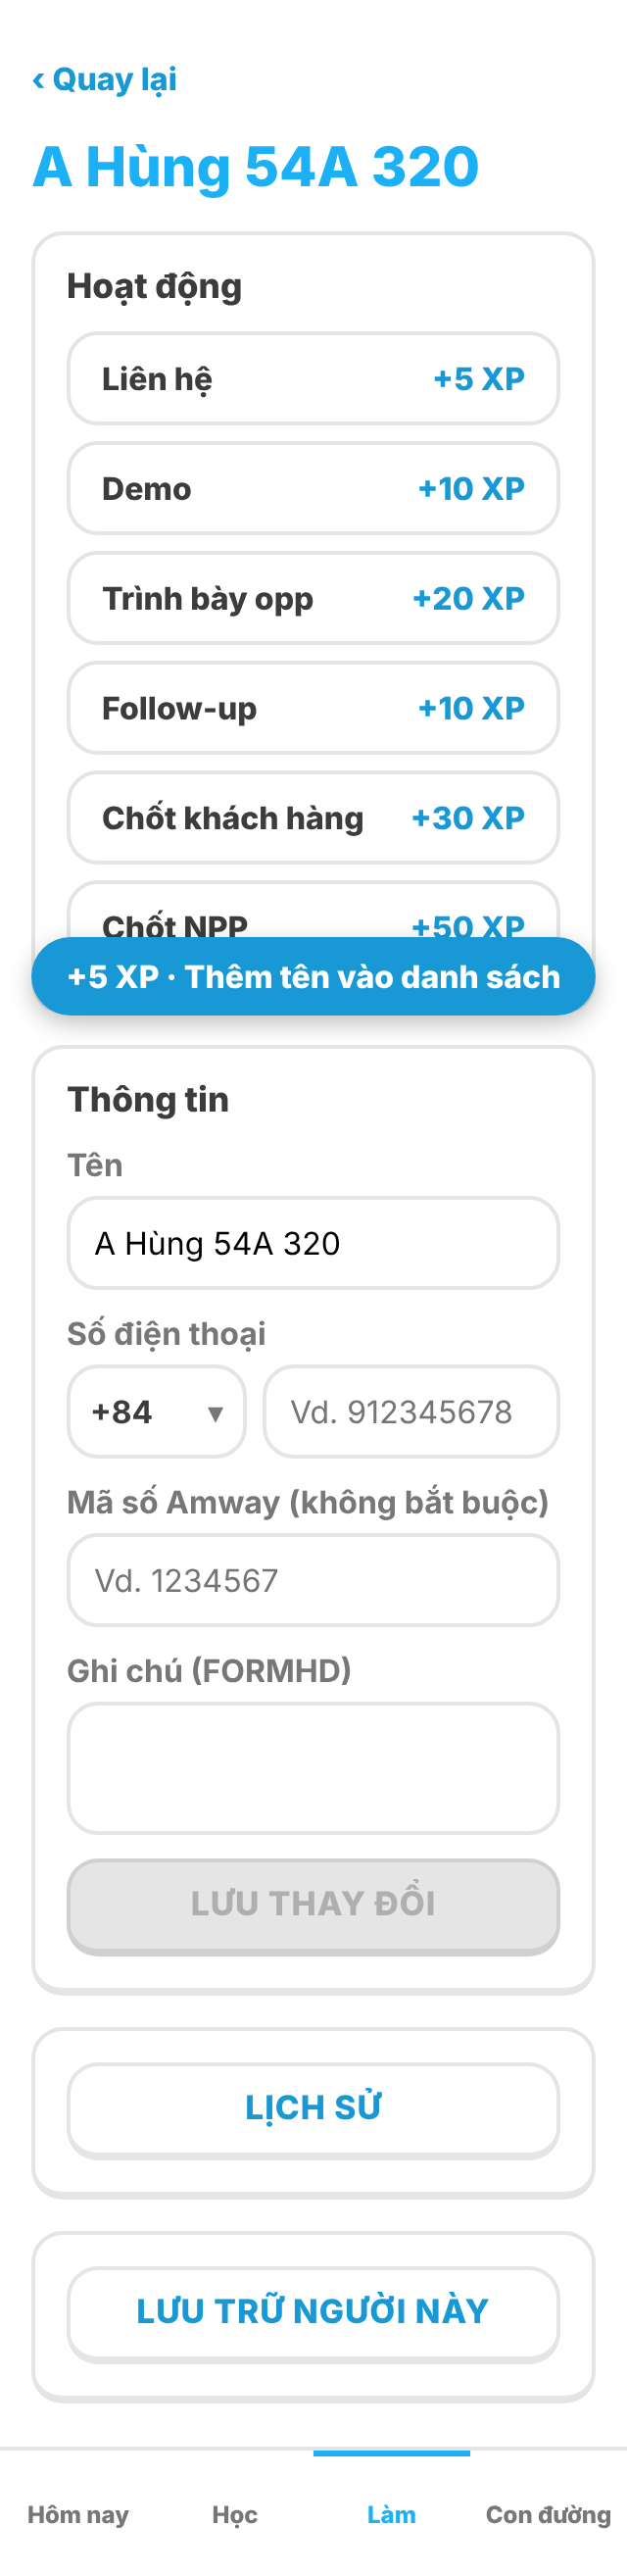 ‹ Quay lại
A Hùng 54A 320
Hoạt động
Liên hệ +5 XP
Demo +10 XP
Trình bày opp +20 XP
Follow-up +10 XP
Chốt khách hàng +30 XP
Chốt NPP +50 XP
+5 XP · Thêm tên vào danh sách
Thông tin
Tên
A Hùng 54A 320
Số điện thoại
+84 ▾ Vd. 912345678
Mã số Amway (không bắt buộc)
Vd. 1234567
Ghi chú (FORMHD)
LƯU THAY ĐỔI
LỊCH SỬ
LƯU TRỮ NGƯỜI NÀY
Hôm nay Học Làm Con đường